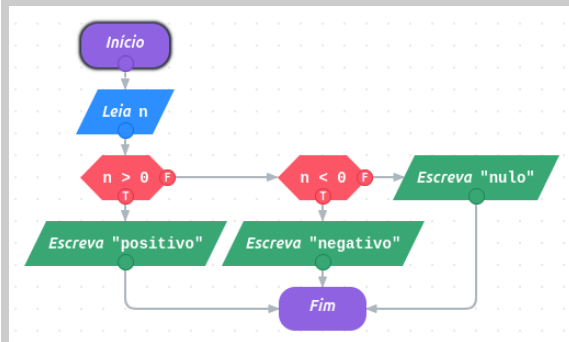 Início
Leia n
n > 0
F
n < 0
F
Escreva "nulo"
T
T
Escreva "positivo"
Escreva "negativo"
Fim